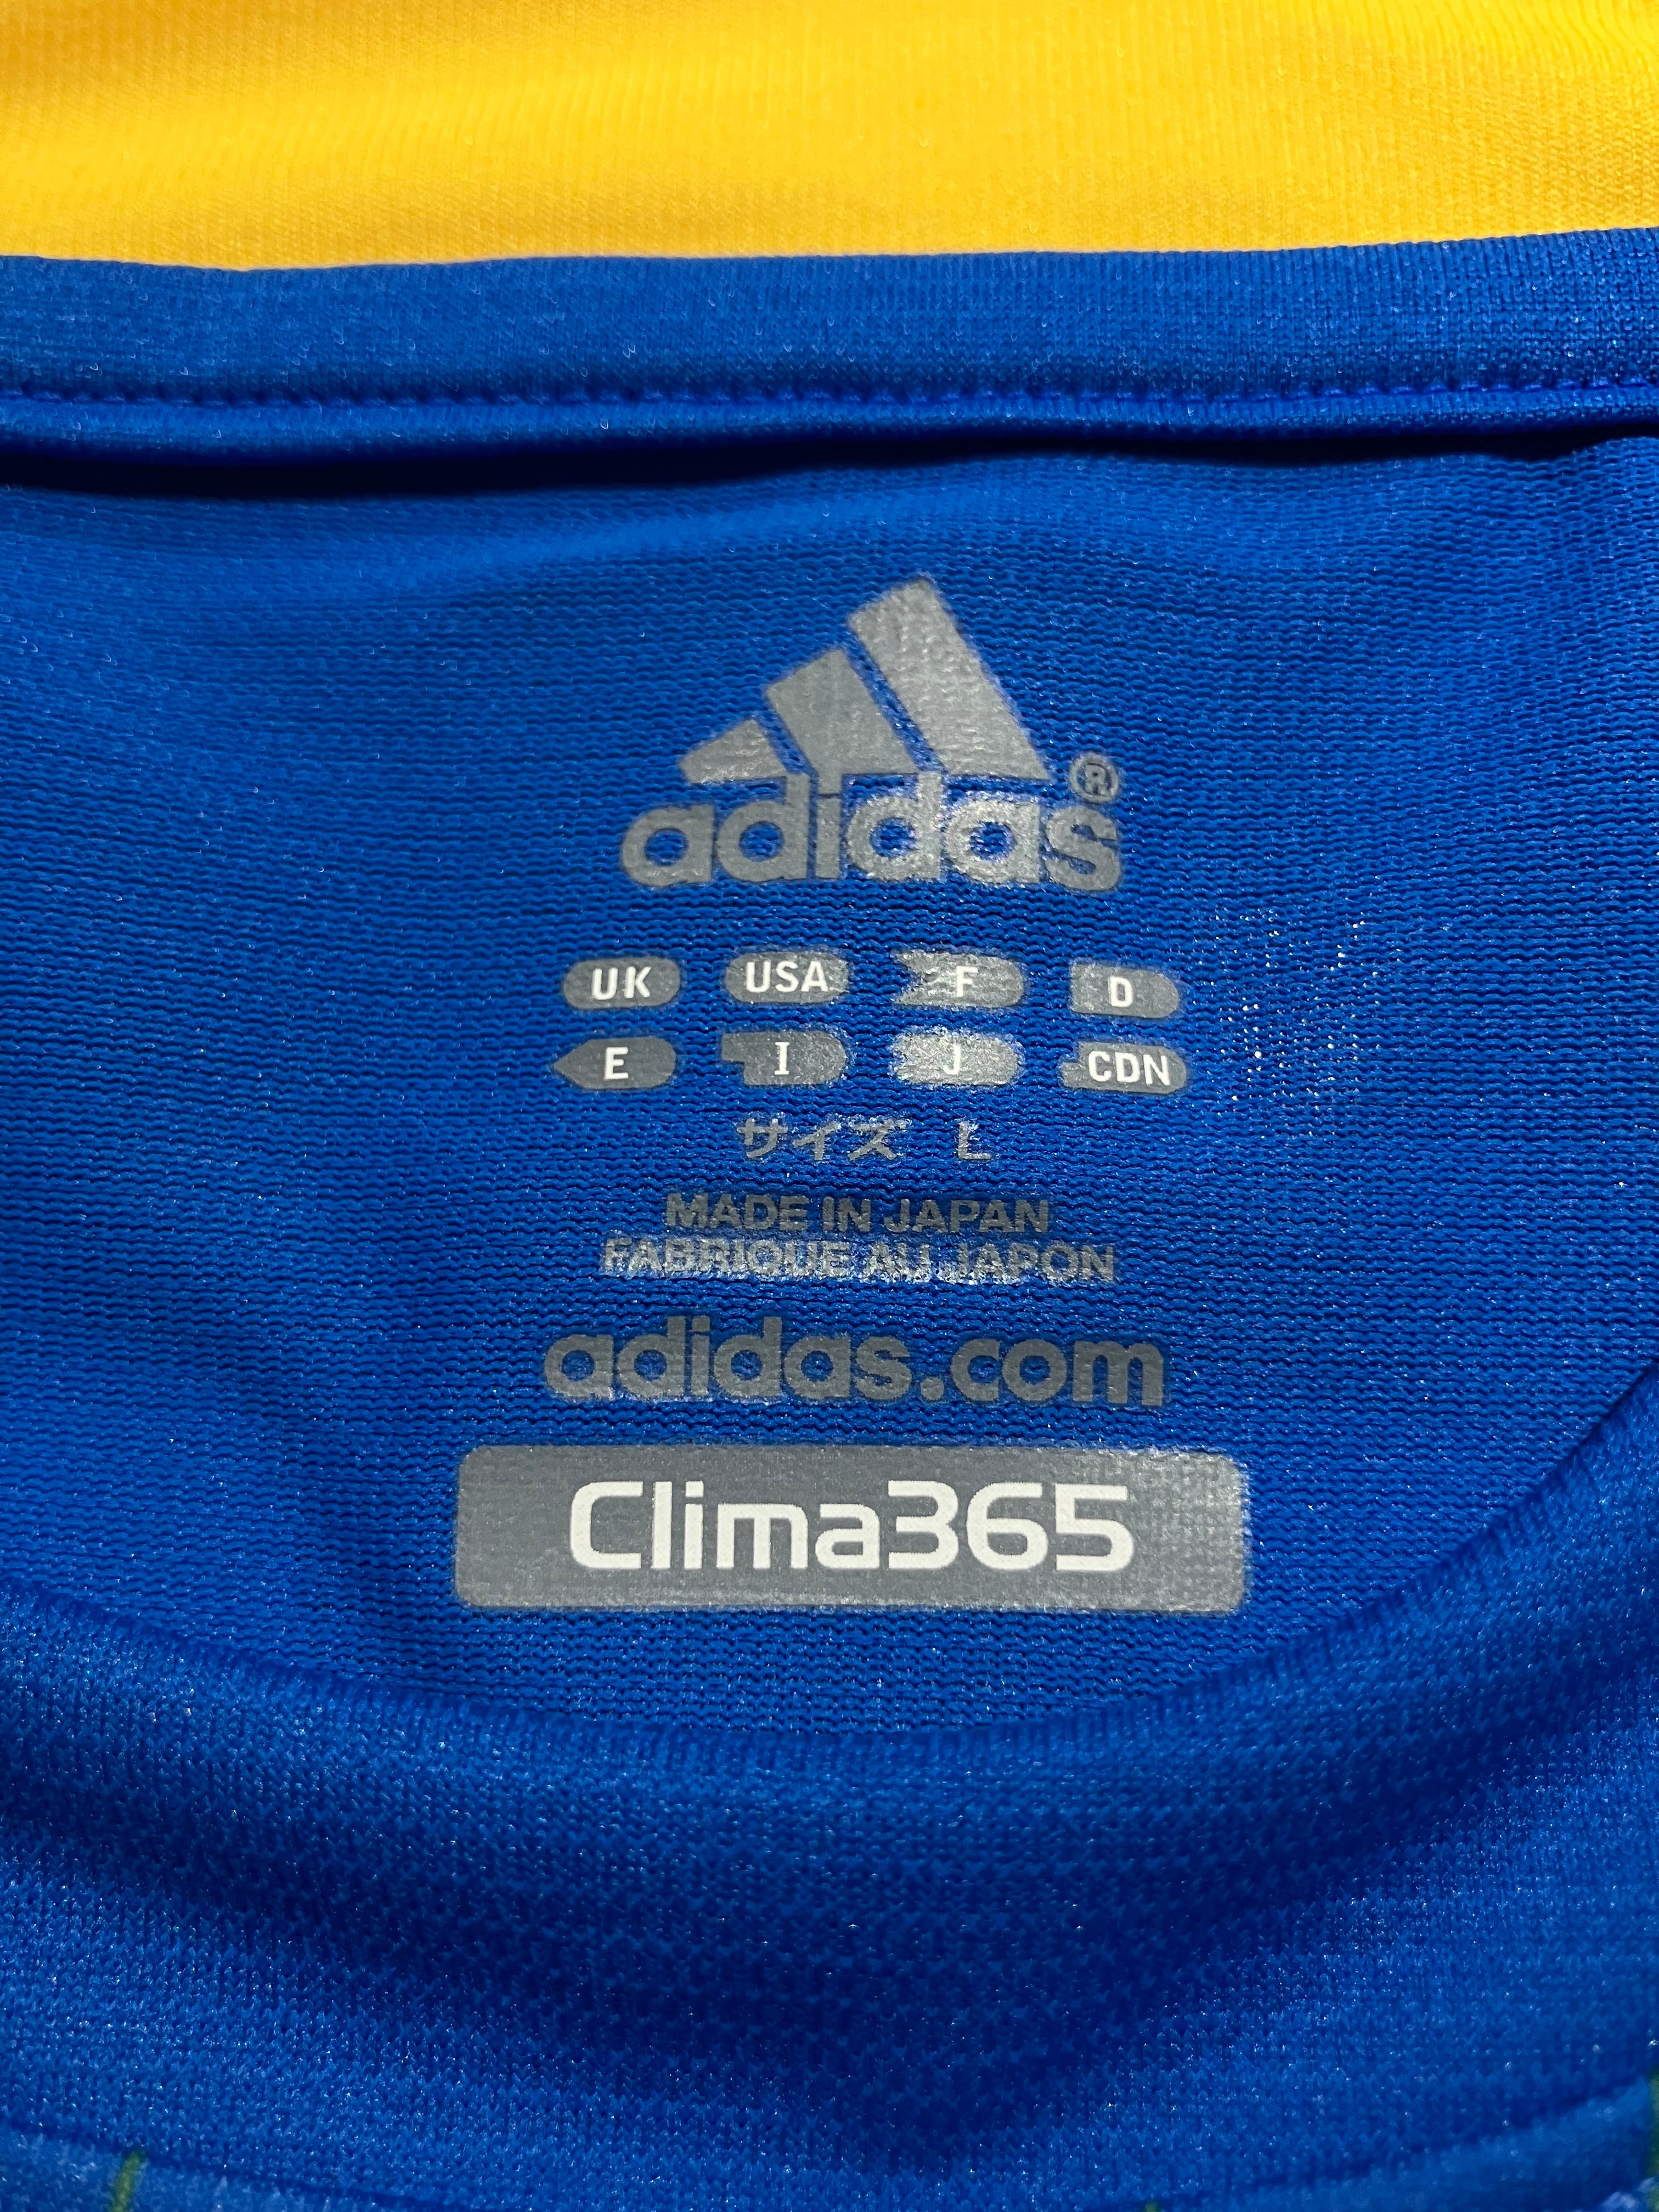 adidas®
UK USA F D
E I J CDN
サイズ L
MADE IN JAPAN
FABRIQUE AU JAPON
adidas.com
Clima365